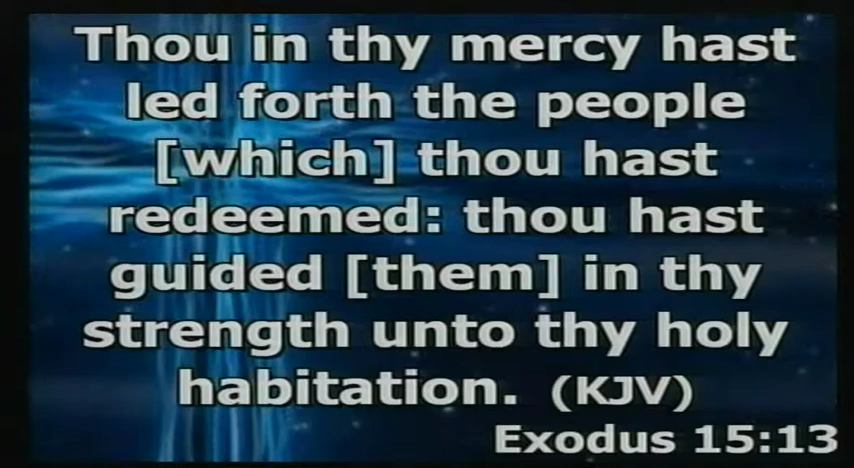 Thou in thy mercy hast
led forth the people
[which] thou hast
redeemed: thou hast
guided [them] in thy
strength unto thy holy
habitation. (KJV)
Exodus 15:13